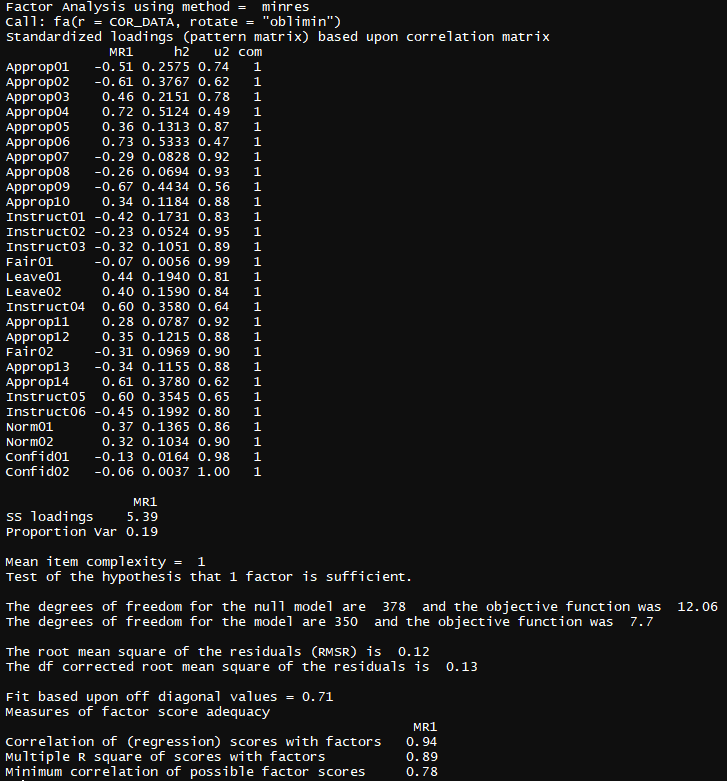 Factor Analysis using method =  minres
Call: fa(r = COR_DATA, rotate = "oblimin")
Standardized loadings (pattern matrix) based upon correlation matrix
MR1 h2 u2 com
Approp01 -0.51 0.2575 0.74 1
Approp02 -0.61 0.3767 0.62 1
Approp03 0.46 0.2151 0.78 1
Approp04 0.72 0.5124 0.49 1
Approp05 0.36 0.1313 0.87 1
Approp06 0.73 0.5333 0.47 1
Approp07 -0.29 0.0828 0.92 1
Approp08 -0.26 0.0694 0.93 1
Approp09 -0.67 0.4434 0.56 1
Approp10 0.34 0.1184 0.88 1
Instruct01 -0.42 0.1731 0.83 1
Instruct02 -0.23 0.0524 0.95 1
Instruct03 -0.32 0.1051 0.89 1
Fair01 -0.07 0.0056 0.99 1
Leave01 0.44 0.1940 0.81 1
Leave02 0.40 0.1590 0.84 1
Instruct04 0.60 0.3580 0.64 1
Approp11 0.28 0.0787 0.92 1
Approp12 0.35 0.1215 0.88 1
Fair02 -0.31 0.0969 0.90 1
Approp13 -0.34 0.1155 0.88 1
Approp14 0.61 0.3780 0.62 1
Instruct05 0.60 0.3545 0.65 1
Instruct06 -0.45 0.1992 0.80 1
Norm01 0.37 0.1365 0.86 1
Norm02 0.32 0.1034 0.90 1
Confid01 -0.13 0.0164 0.98 1
Confid02 -0.06 0.0037 1.00 1
MR1
SS loadings 5.39
Proportion Var 0.19
Mean item complexity =  1
Test of the hypothesis that 1 factor is sufficient.
The degrees of freedom for the null model are  378  and the objective function was  12.06
The degrees of freedom for the model are 350  and the objective function was  7.7
The root mean square of the residuals (RMSR) is  0.12
The df corrected root mean square of the residuals is  0.13
Fit based upon off diagonal values = 0.71
Measures of factor score adequacy
MR1
Correlation of (regression) scores with factors 0.94
Multiple R square of scores with factors 0.89
Minimum correlation of possible factor scores 0.78